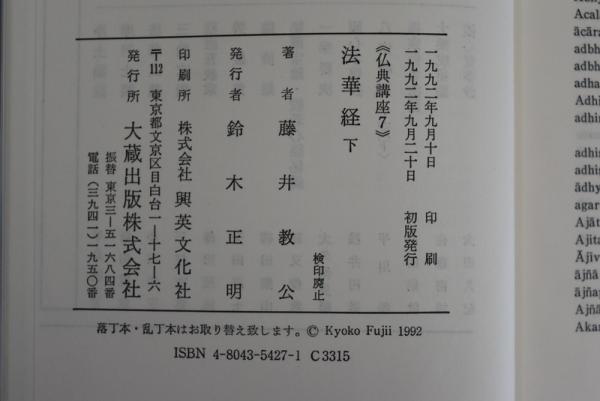 一九九二年九月十日 印刷
一九九二年九月二十日 初版発行
《仏典講座7》
法華経 下
検印廃止
著者 藤井教公
発行者 鈴木正明
印刷所 株式会社 興英文化社
〒112 東京都文京区目白台一―十七―六
発行所 大蔵出版株式会社
振替 東京三―五一六八四番
電話(三九四一)一九五〇番
落丁本・乱丁本はお取り替え致します。© Kyoko Fujii 1992
ISBN 4-8043-5427-1 C3315
Acal
ācāra
adbh
adbh
adha
Adhi
adhi
adhi
adhi
ādhy
agar
Ajāt
Ajita
Ājīv
ājñā
ājñap
Ajñā
Akan